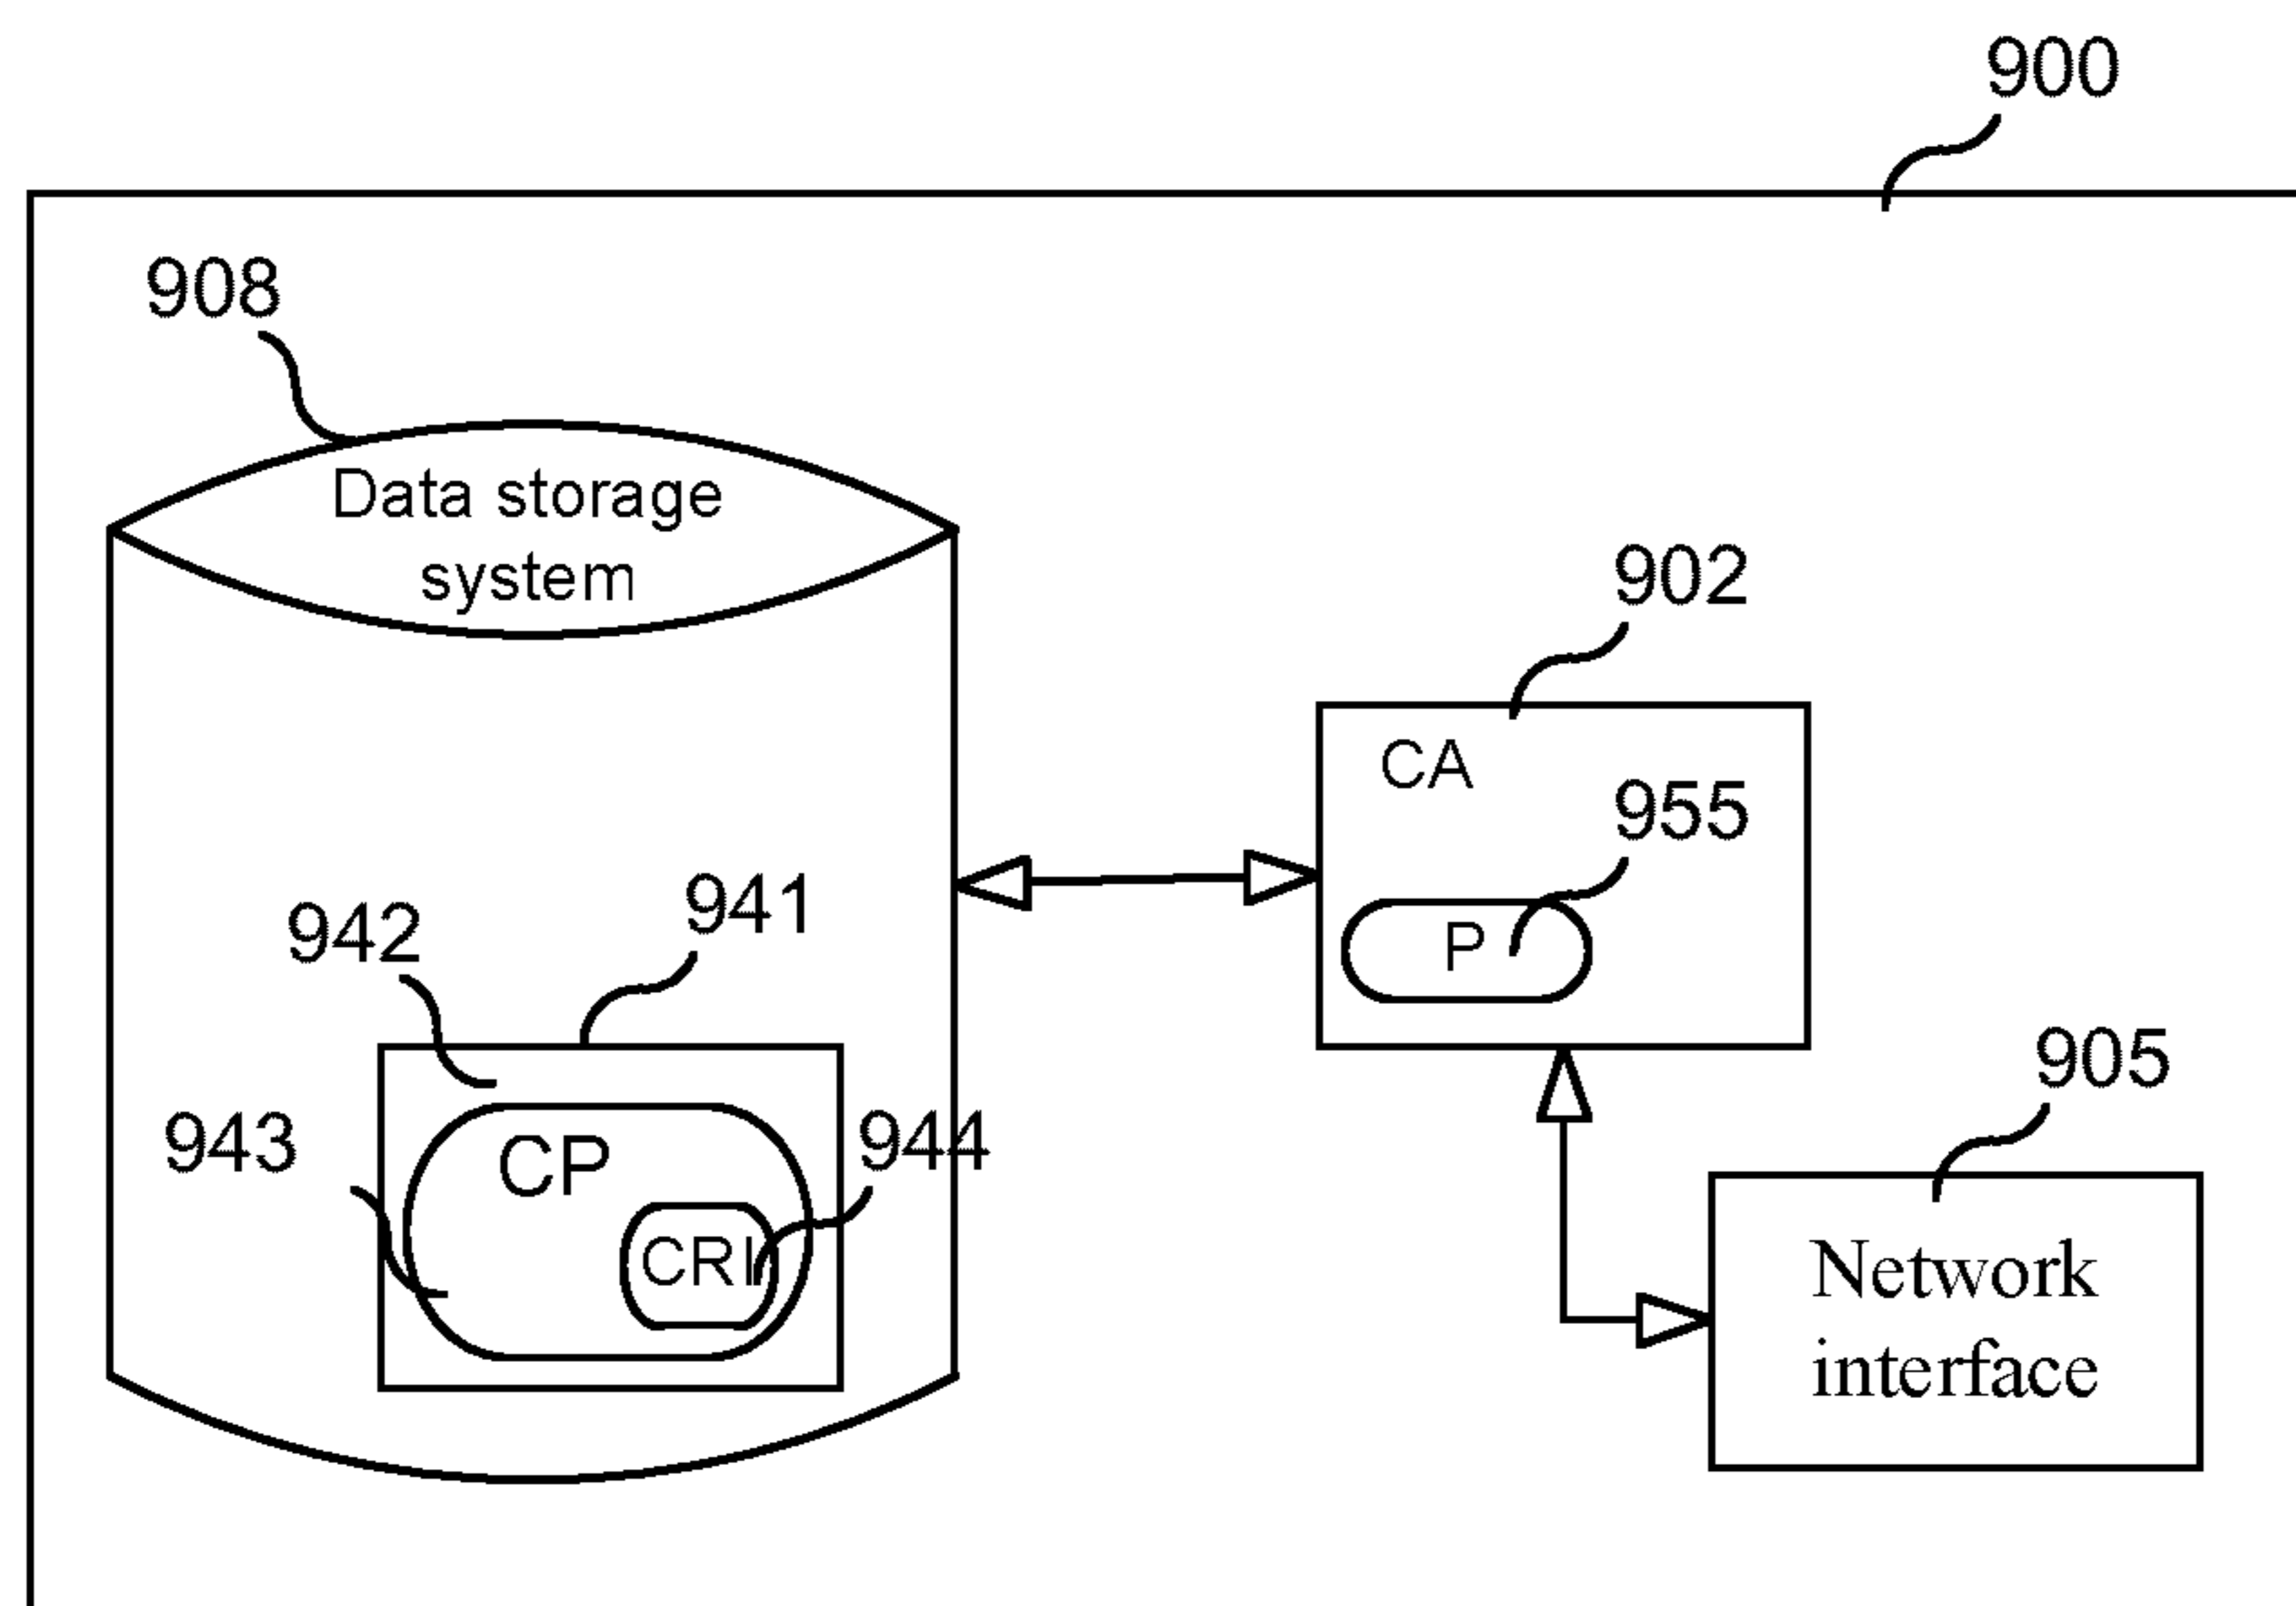 900
908
Data storage
system
902
CA
955
P
941
942
943
CP
944
CRI
905
Network
interface